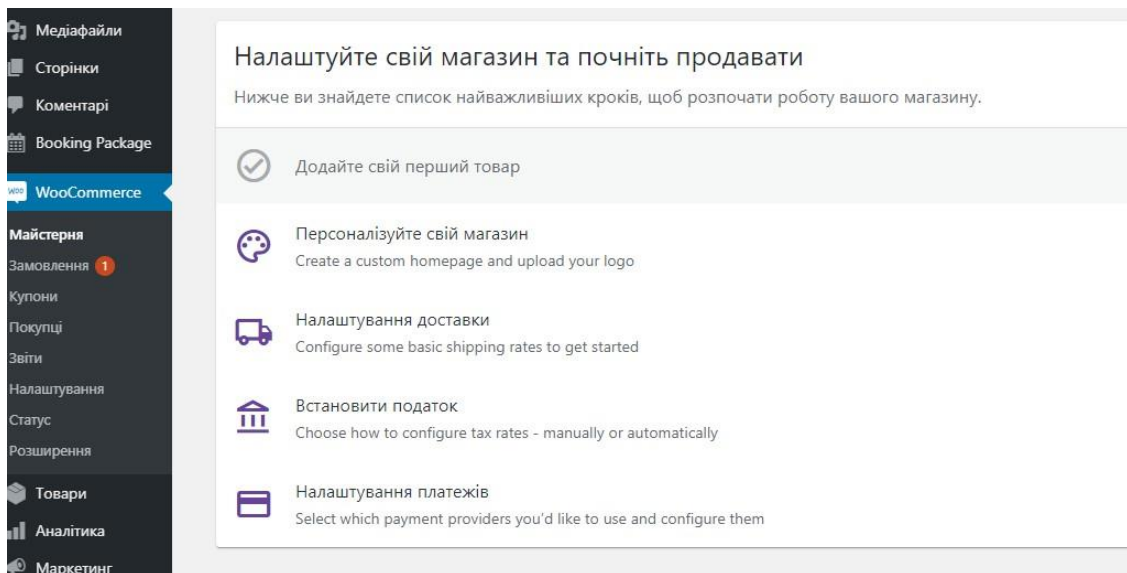 Медіафайли
Сторінки
Коментарі
Booking Package
Woo WooCommerce
Майстерня
Замовлення 1
Купони
Покупці
Звіти
Налаштування
Статус
Розширення
Товари
Аналітика
Маркетинг
Налаштуйте свій магазин та почніть продавати
Нижче ви знайдете список найважливіших кроків, щоб розпочати роботу вашого магазину.
Додайте свій перший товар
Персоналізуйте свій магазин
Create a custom homepage and upload your logo
Налаштування доставки
Configure some basic shipping rates to get started
Встановити податок
Choose how to configure tax rates - manually or automatically
Налаштування платежів
Select which payment providers you'd like to use and configure them